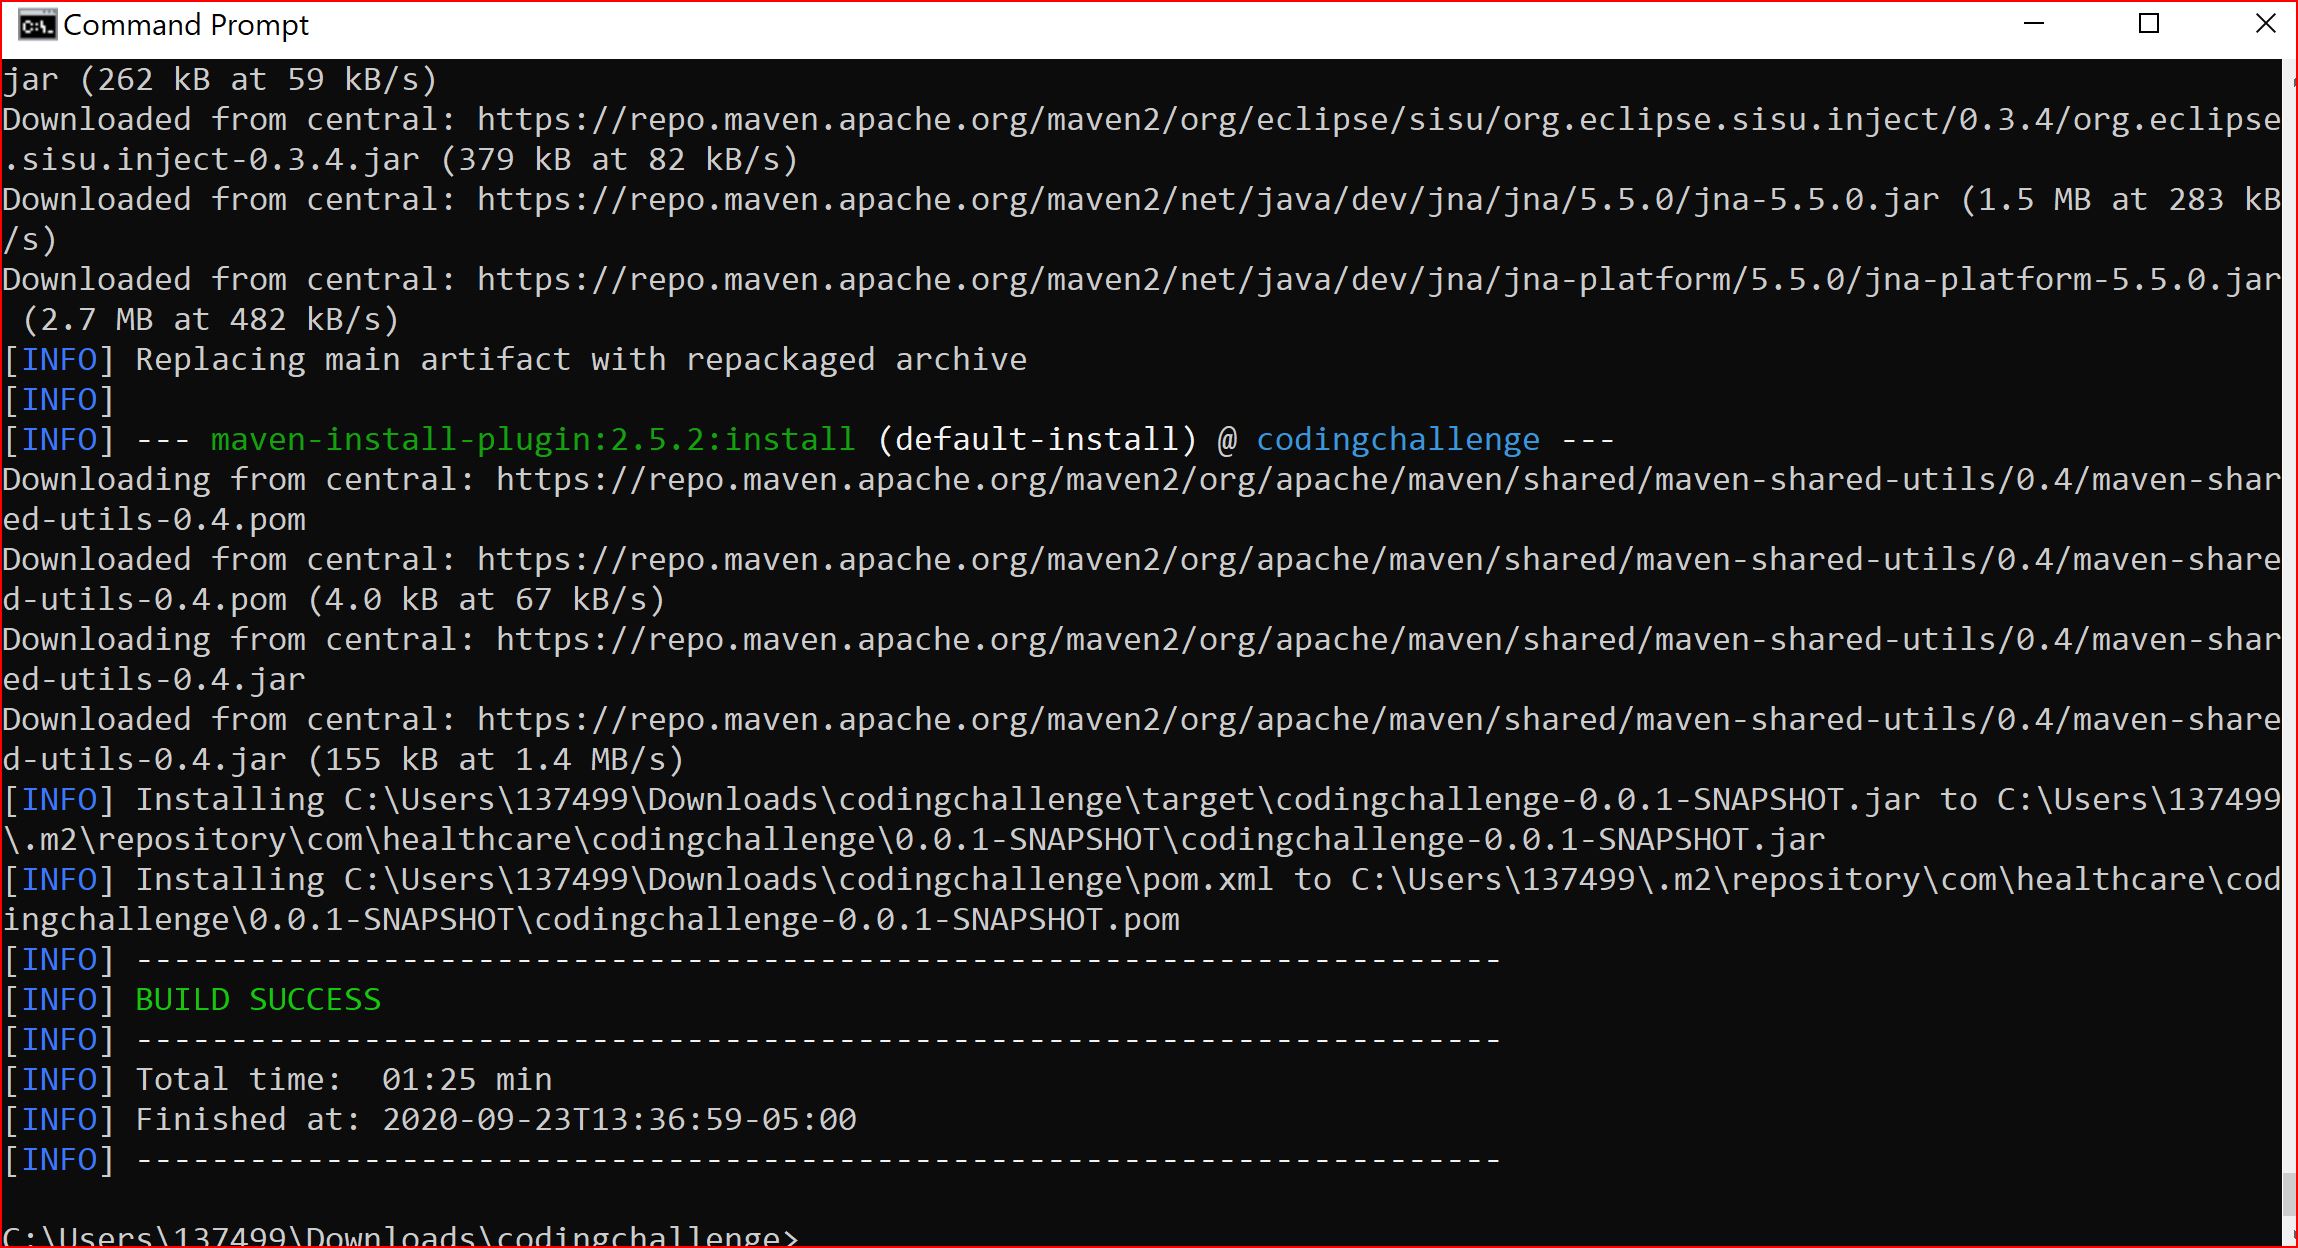 Command Prompt
jar (262 kB at 59 kB/s)
Downloaded from central: https://repo.maven.apache.org/maven2/org/eclipse/sisu/org.eclipse.sisu.inject/0.3.4/org.eclipse
.sisu.inject-0.3.4.jar (379 kB at 82 kB/s)
Downloaded from central: https://repo.maven.apache.org/maven2/net/java/dev/jna/jna/5.5.0/jna-5.5.0.jar (1.5 MB at 283 kB
/s)
Downloaded from central: https://repo.maven.apache.org/maven2/net/java/dev/jna/jna-platform/5.5.0/jna-platform-5.5.0.jar
 (2.7 MB at 482 kB/s)
[INFO] Replacing main artifact with repackaged archive
[INFO]
[INFO] --- maven-install-plugin:2.5.2:install (default-install) @ codingchallenge ---
Downloading from central: https://repo.maven.apache.org/maven2/org/apache/maven/shared/maven-shared-utils/0.4/maven-shar
ed-utils-0.4.pom
Downloaded from central: https://repo.maven.apache.org/maven2/org/apache/maven/shared/maven-shared-utils/0.4/maven-share
d-utils-0.4.pom (4.0 kB at 67 kB/s)
Downloading from central: https://repo.maven.apache.org/maven2/org/apache/maven/shared/maven-shared-utils/0.4/maven-shar
ed-utils-0.4.jar
Downloaded from central: https://repo.maven.apache.org/maven2/org/apache/maven/shared/maven-shared-utils/0.4/maven-share
d-utils-0.4.jar (155 kB at 1.4 MB/s)
[INFO] Installing C:\Users\137499\Downloads\codingchallenge\target\codingchallenge-0.0.1-SNAPSHOT.jar to C:\Users\137499
\.m2\repository\com\healthcare\codingchallenge\0.0.1-SNAPSHOT\codingchallenge-0.0.1-SNAPSHOT.jar
[INFO] Installing C:\Users\137499\Downloads\codingchallenge\pom.xml to C:\Users\137499\.m2\repository\com\healthcare\cod
ingchallenge\0.0.1-SNAPSHOT\codingchallenge-0.0.1-SNAPSHOT.pom
[INFO] ------------------------------------------------------------------------
[INFO] BUILD SUCCESS
[INFO] ------------------------------------------------------------------------
[INFO] Total time:  01:25 min
[INFO] Finished at: 2020-09-23T13:36:59-05:00
[INFO] ------------------------------------------------------------------------
C:\Users\137499\Downloads\codingchallenge>